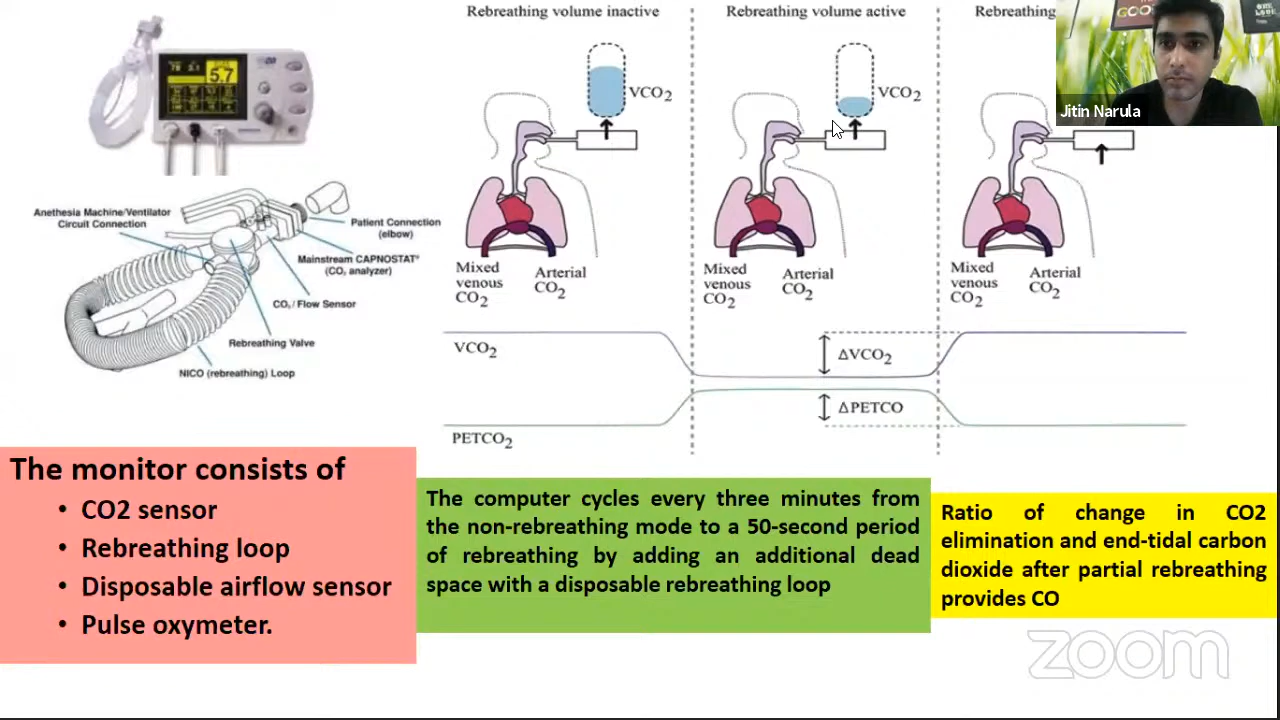 Rebreathing volume inactive
Rebreathing volume active
Rebreathing
GOO
Jitin Narula
5.7
VCO2
VCO2
Anethesia Machine/Ventilator
Circuit Connection
Patient Connection
(elbow)
Mainstream CAPNOSTAT*
(CO2 analyzer)
CO2/Flow Sensor
Rebreathing Valve
NICO (rebreathing) Loop
Mixed
venous
CO2
Arterial
CO2
Mixed
venous
CO2
Arterial
CO2
Mixed
venous
CO2
Arterial
CO2
VCO2
ΔVCO2
ΔPETCO
PETCO2
The monitor consists of
• CO2 sensor
• Rebreathing loop
• Disposable airflow sensor
• Pulse oxymeter.
The computer cycles every three minutes from
the non-rebreathing mode to a 50-second period
of rebreathing by adding an additional dead
space with a disposable rebreathing loop
Ratio of change in CO2
elimination and end-tidal carbon
dioxide after partial rebreathing
provides CO
zoom